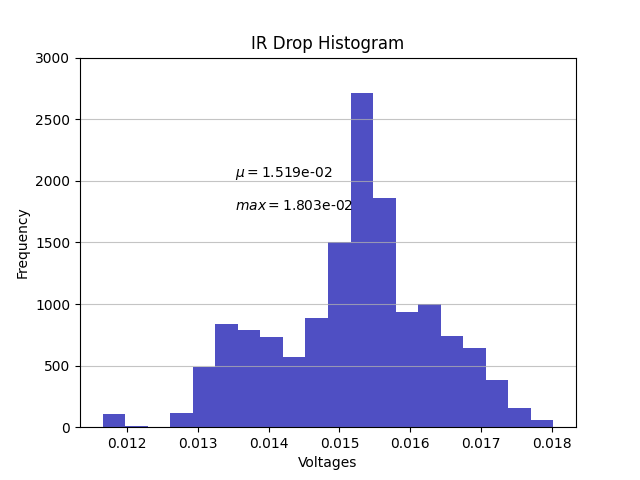 IR Drop Histogram
3000
2500
2000
1500
1000
500
0
Frequency
μ = 1.519e-02
max = 1.803e-02
0.012 0.013 0.014 0.015 0.016 0.017 0.018
Voltages